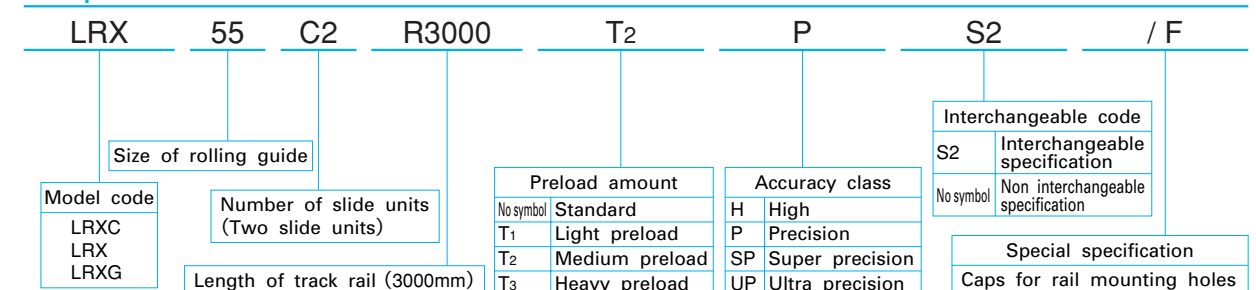 LRX 55 C2 R3000 T2 P S2 / F
Size of rolling guide
Model code
LRXC
LRX
LRXG
Number of slide units
(Two slide units)
Length of track rail (3000mm)
Preload amount
No symbol Standard
T1 Light preload
T2 Medium preload
T3 Heavy preload
Accuracy class
H High
P Precision
SP Super precision
UP Ultra precision
Interchangeable code
S2 Interchangeable
specification
No symbol Non interchangeable
specification
Special specification
Caps for rail mounting holes